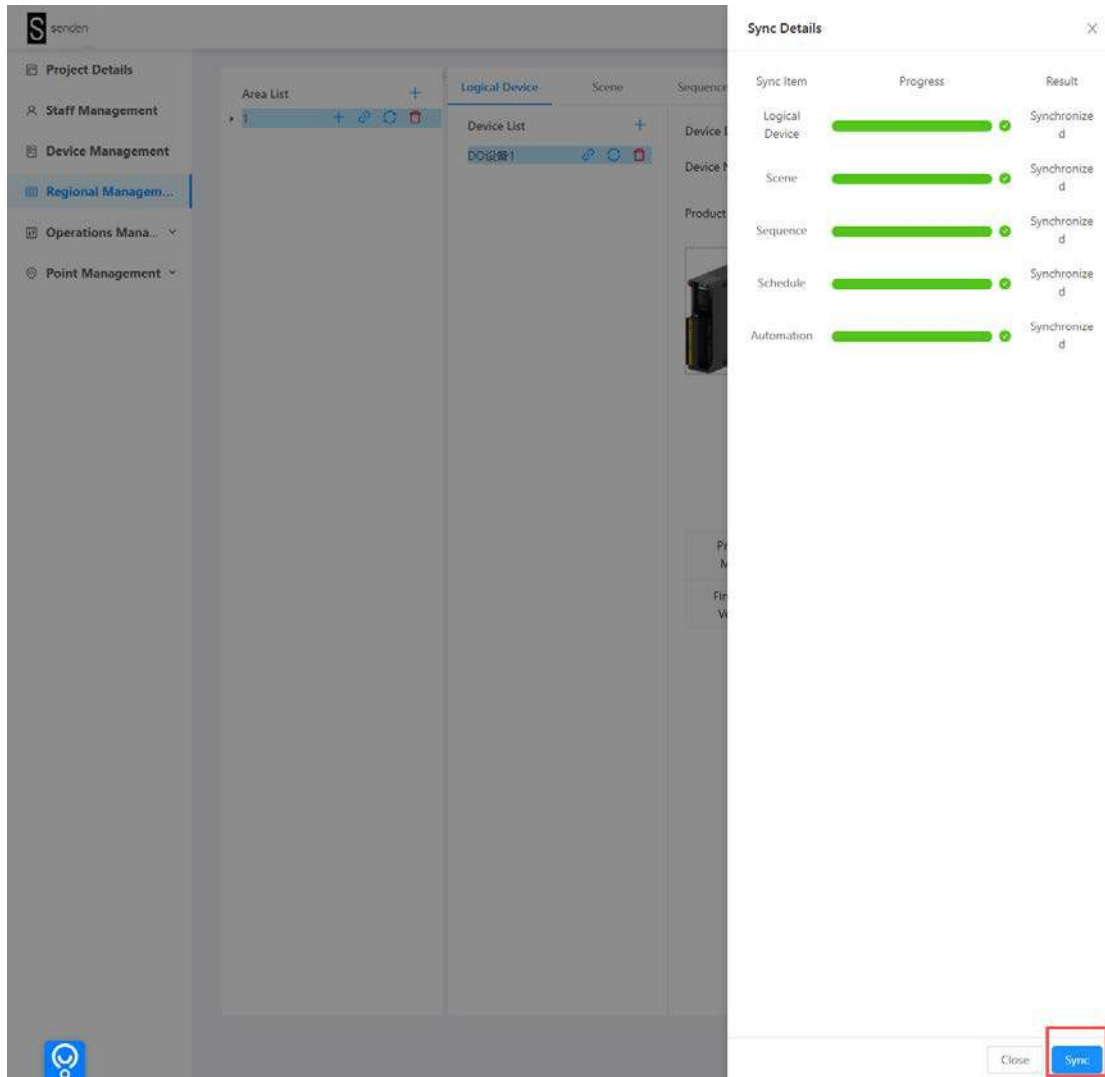 S senden
Project Details
Staff Management
Device Management
Regional Managem...
Operations Mana...
Point Management
Area List
1
Logical Device Scene Sequence
Device List
DO设备1
Device
Device
Product
Sync Details
Sync Item Progress Result
Logical
Device
Synchronize
d
Scene
Synchronize
d
Sequence
Synchronize
d
Schedule
Synchronize
d
Automation
Synchronize
d
Close Sync